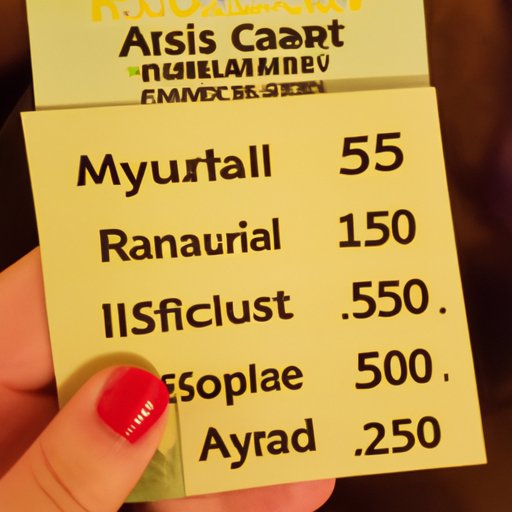 Arsis Caart
Myurtall 55
Ranaurial 150
IISficlust .550.
esoplae 500.
Ayrad .250